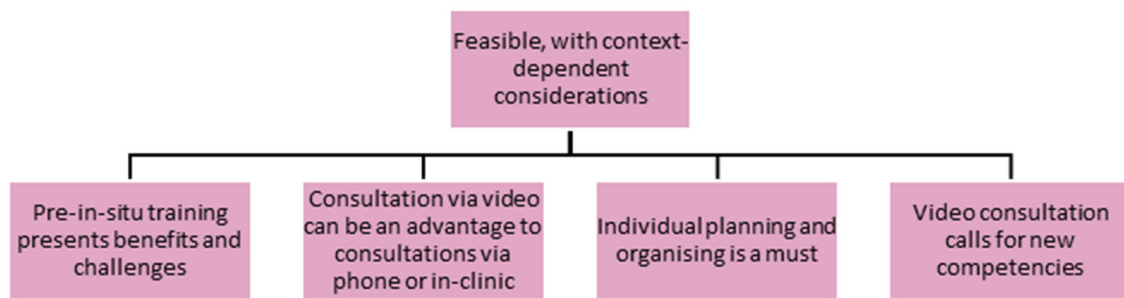 Feasible, with context-
dependent
considerations
Pre-in-situ training
presents benefits and
challenges
Consultation via video
can be an advantage to
consultations via
phone or in-clinic
Individual planning and
organising is a must
Video consultation
calls for new
competencies